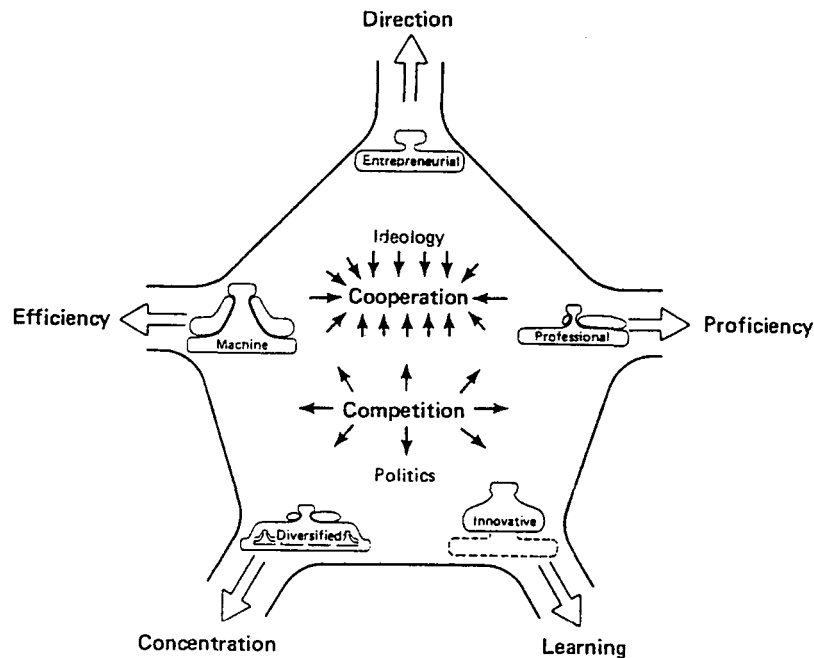 Direction
Entrepreneurial
Ideology
Cooperation
Efficiency
Machine
Professional
Proficiency
Competition
Politics
Diversified
Innovative
Concentration
Learning